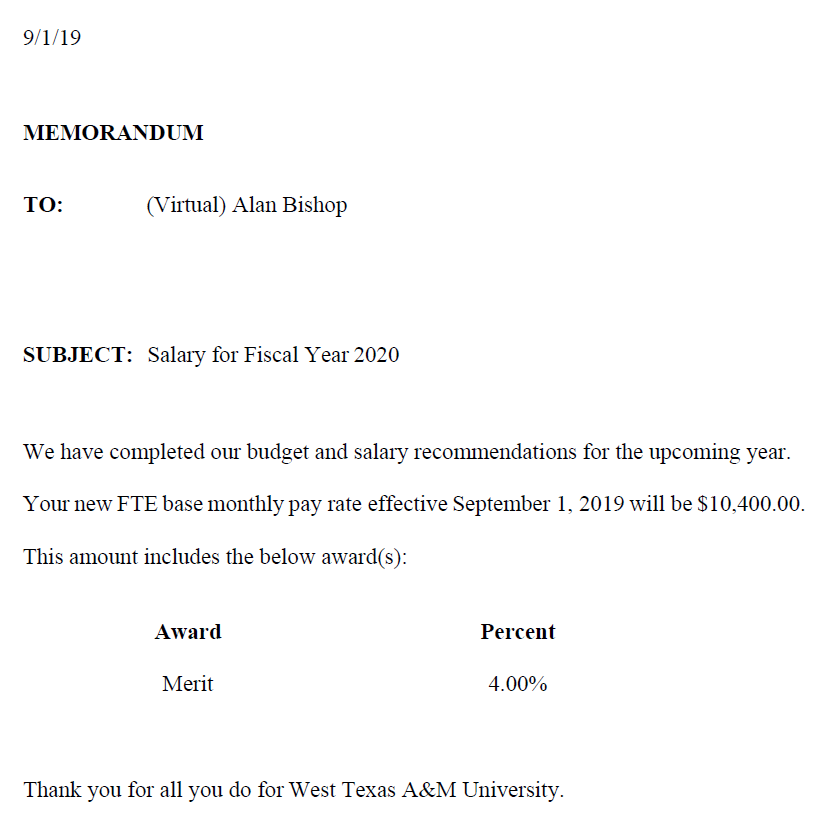 9/1/19
MEMORANDUM
TO: (Virtual) Alan Bishop
SUBJECT: Salary for Fiscal Year 2020
We have completed our budget and salary recommendations for the upcoming year.
Your new FTE base monthly pay rate effective September 1, 2019 will be $10,400.00.
This amount includes the below award(s):
Award Percent
Merit 4.00%
Thank you for all you do for West Texas A&M University.